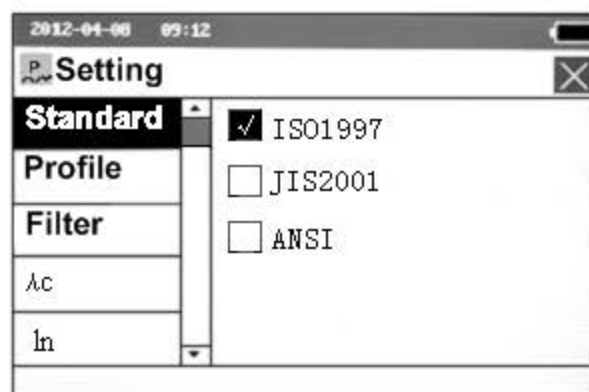 2012-04-08 09:12
P Setting
Standard
Profile
Filter
λc
ln
ISO1997
JIS2001
ANSI